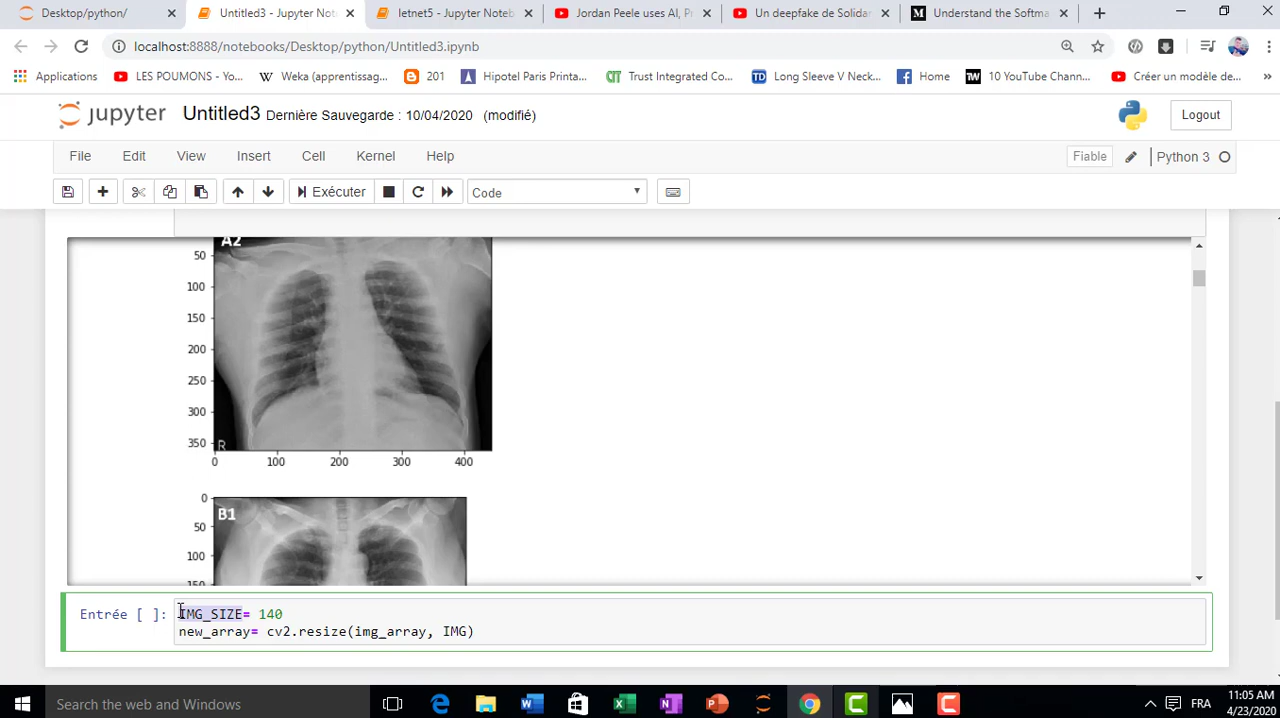 Desktop/python/
Untitled3 - Jupyter Not
letnet5 - Jupyter Noteb
Jordan Peele uses AI, Pr
Un deepfake de Solidar
Understand the Softma
localhost:8888/notebooks/Desktop/python/Untitled3.ipynb
Applications
LES POUMONS - Yo...
Weka (apprentissag...
201
Hipotel Paris Printa...
Trust Integrated Co...
Long Sleeve V Neck...
Home
10 YouTube Chann...
Créer un modèle de...
jupyter
Untitled3 Dernière Sauvegarde : 10/04/2020 (modifié)
Logout
File Edit View Insert Cell Kernel Help
Fiable
Python 3
Exécuter
Code
A2
50
100
150
200
250
300
350
R
0 100 200 300 400
0
B1
50
100
150
Entrée [ ]:
IMG_SIZE= 140
new_array= cv2.resize(img_array, IMG)
Search the web and Windows
FR
11:05 AM
4/23/2020